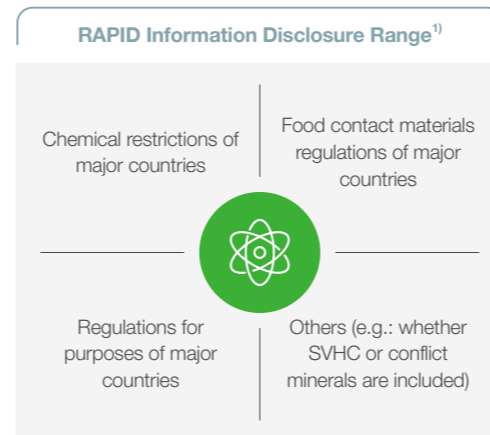 RAPID Information Disclosure Range1)
Chemical restrictions of
major countries
Food contact materials
regulations of major
countries
Regulations for
purposes of major
countries
Others (e.g.: whether
SVHC or conflict
minerals are included)